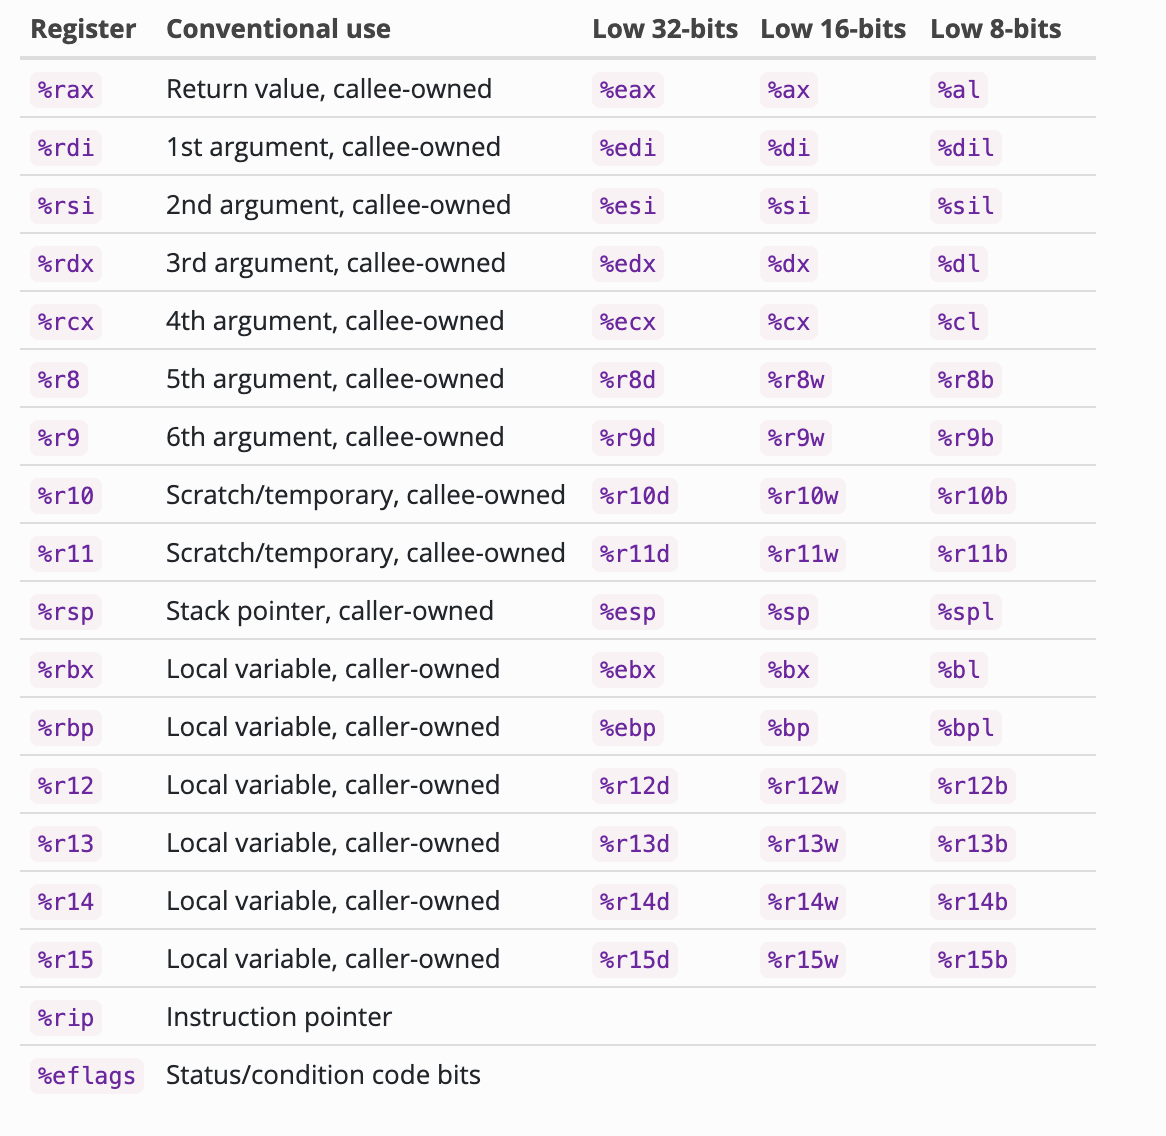 Register Conventional use Low 32-bits Low 16-bits Low 8-bits
%rax Return value, callee-owned %eax %ax %al
%rdi 1st argument, callee-owned %edi %di %dil
%rsi 2nd argument, callee-owned %esi %si %sil
%rdx 3rd argument, callee-owned %edx %dx %dl
%rcx 4th argument, callee-owned %ecx %cx %cl
%r8 5th argument, callee-owned %r8d %r8w %r8b
%r9 6th argument, callee-owned %r9d %r9w %r9b
%r10 Scratch/temporary, callee-owned %r10d %r10w %r10b
%r11 Scratch/temporary, callee-owned %r11d %r11w %r11b
%rsp Stack pointer, caller-owned %esp %sp %spl
%rbx Local variable, caller-owned %ebx %bx %bl
%rbp Local variable, caller-owned %ebp %bp %bpl
%r12 Local variable, caller-owned %r12d %r12w %r12b
%r13 Local variable, caller-owned %r13d %r13w %r13b
%r14 Local variable, caller-owned %r14d %r14w %r14b
%r15 Local variable, caller-owned %r15d %r15w %r15b
%rip Instruction pointer
%eflags Status/condition code bits